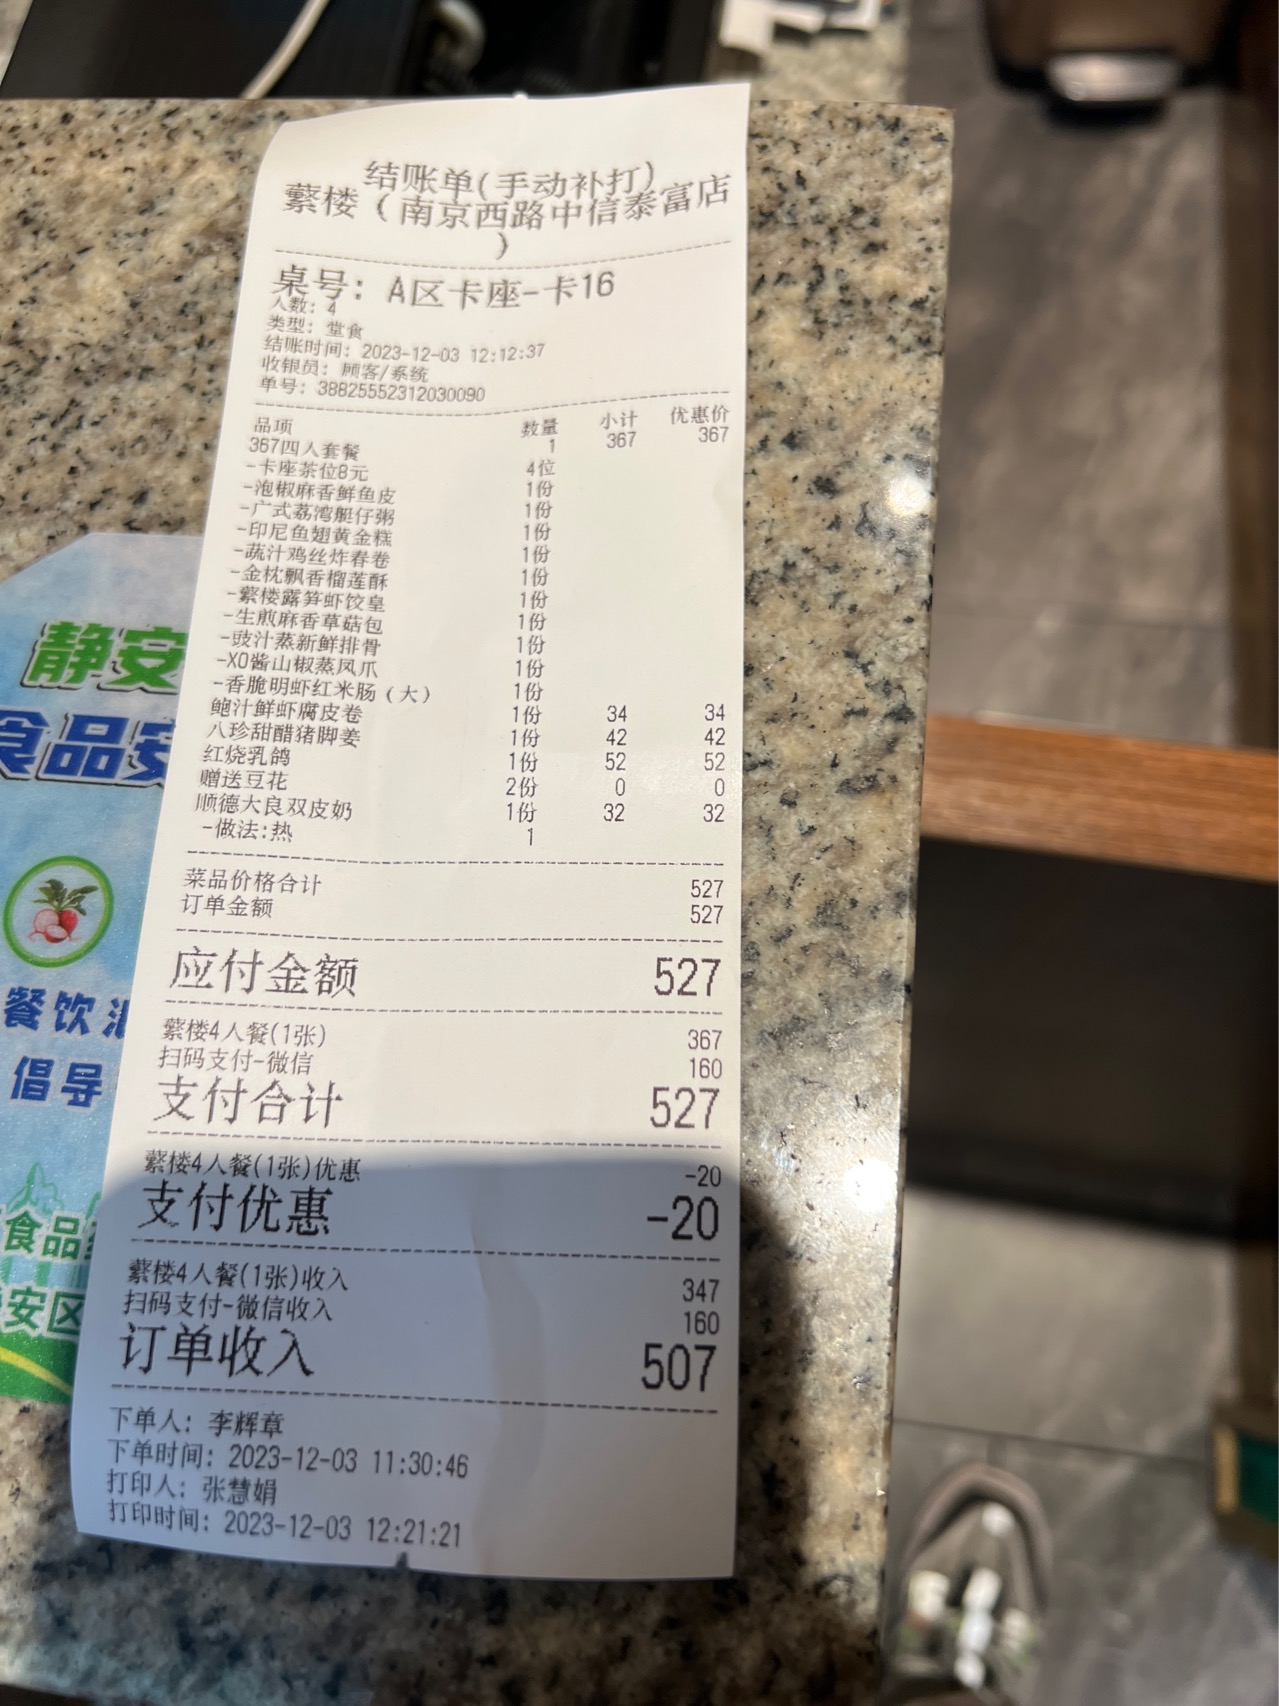 结账单(手动补打)
蘩楼（南京西路中信泰富店
）
桌号: A区卡座-卡16
人数: 4
类型: 堂食
结账时间: 2023-12-03 12:12:37
收银员: 顾客/系统
单号: 388255552312030090
品项 数量 小计 优惠价
367四人套餐 1 367 367
-卡座茶位8元 4位
-泡椒麻香鲜鱼皮 1份
-广式荔湾艇仔粥 1份
-印尼鱼翅黄金糕 1份
-蔬汁鸡丝炸春卷 1份
-金枕飘香榴莲酥 1份
-蘩楼露笋虾饺皇 1份
-生煎麻香草菇包 1份
-豉汁蒸新鲜排骨 1份
-XO酱山椒蒸凤爪 1份
-香脆明虾红米肠（大） 1份
鲍汁鲜虾腐皮卷 1份 34 34
八珍甜醋猪脚姜 1份 42 42
红烧乳鸽 1份 52 52
赠送豆花 2份 0 0
顺德大良双皮奶 1份 32 32
-做法:热 1
菜品价格合计 527
订单金额 527
应付金额 527
蘩楼4人餐(1张) 367
扫码支付-微信 160
支付合计 527
蘩楼4人餐(1张)优惠 -20
支付优惠 -20
蘩楼4人餐(1张)收入 347
扫码支付-微信收入 160
订单收入 507
下单人: 李辉章
下单时间: 2023-12-03 11:30:46
打印人: 张慧娟
打印时间: 2023-12-03 12:21:21
静安
食品安
餐饮
倡导
食品
安区